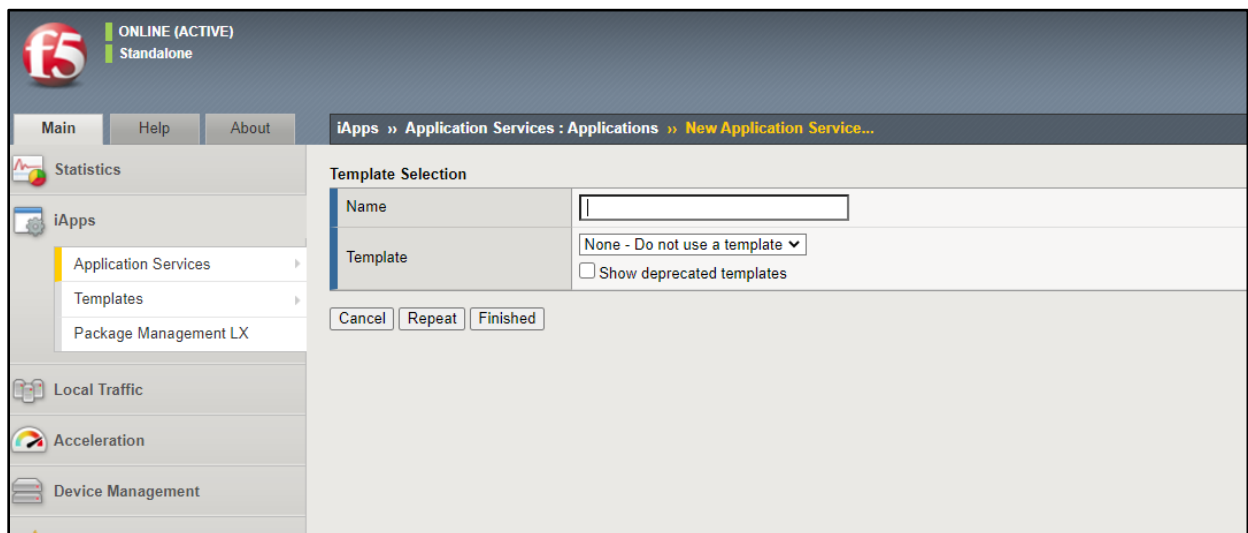 f5
ONLINE (ACTIVE)
Standalone
Main Help About
iApps ›› Application Services : Applications ›› New Application Service...
Statistics
iApps
Application Services
Templates
Package Management LX
Local Traffic
Acceleration
Device Management
Template Selection
Name
Template None - Do not use a template
Show deprecated templates
Cancel Repeat Finished